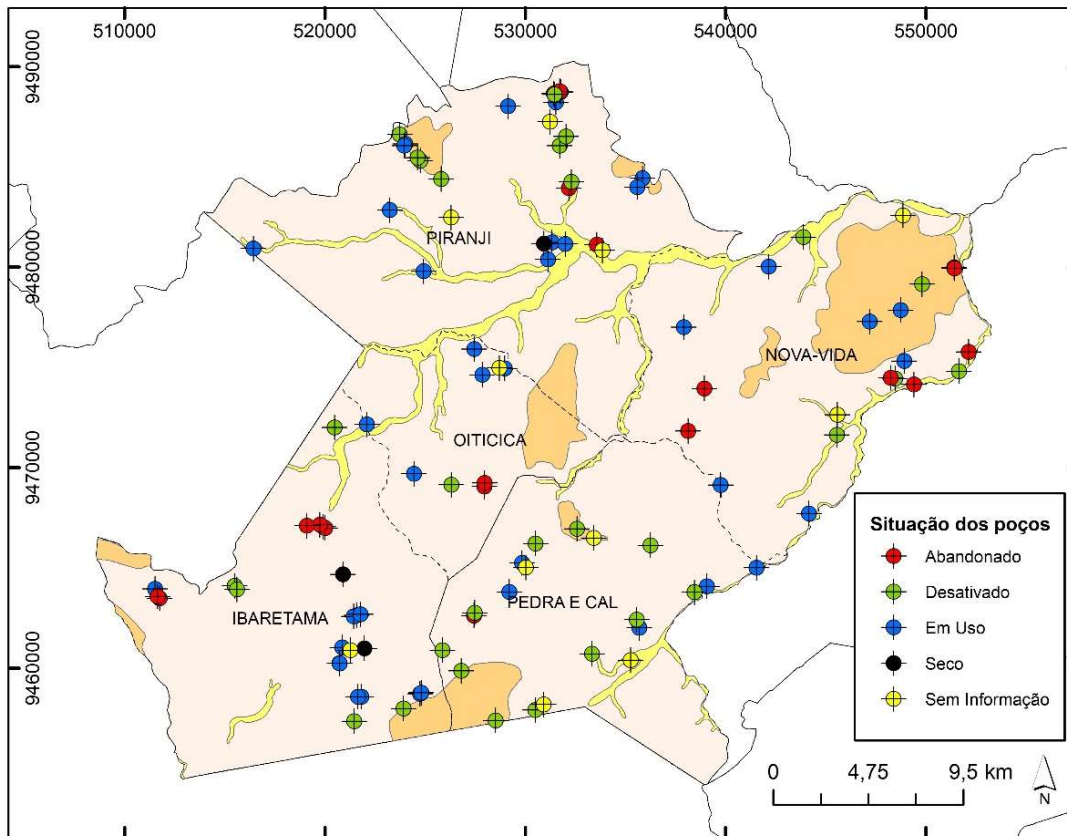 510000
520000
530000
540000
550000
9490000
9480000
9470000
9460000
PIRANJI
NOVA-VIDA
OITICICA
IBARETAMA
PEDRA E CAL
Situação dos poços
Abandonado
Desativado
Em Uso
Seco
Sem Informação
0 4,75 9,5 km
N